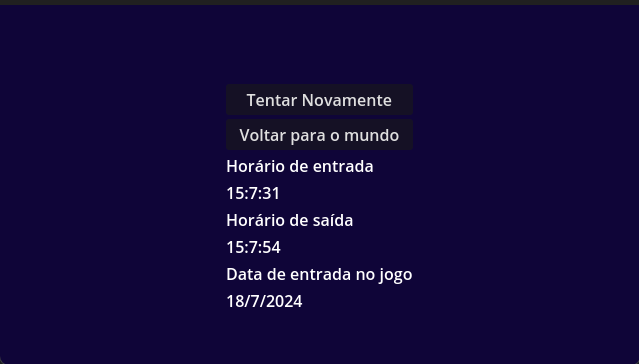 Tentar Novamente
Voltar para o mundo
Horário de entrada
15:7:31
Horário de saída
15:7:54
Data de entrada no jogo
18/7/2024